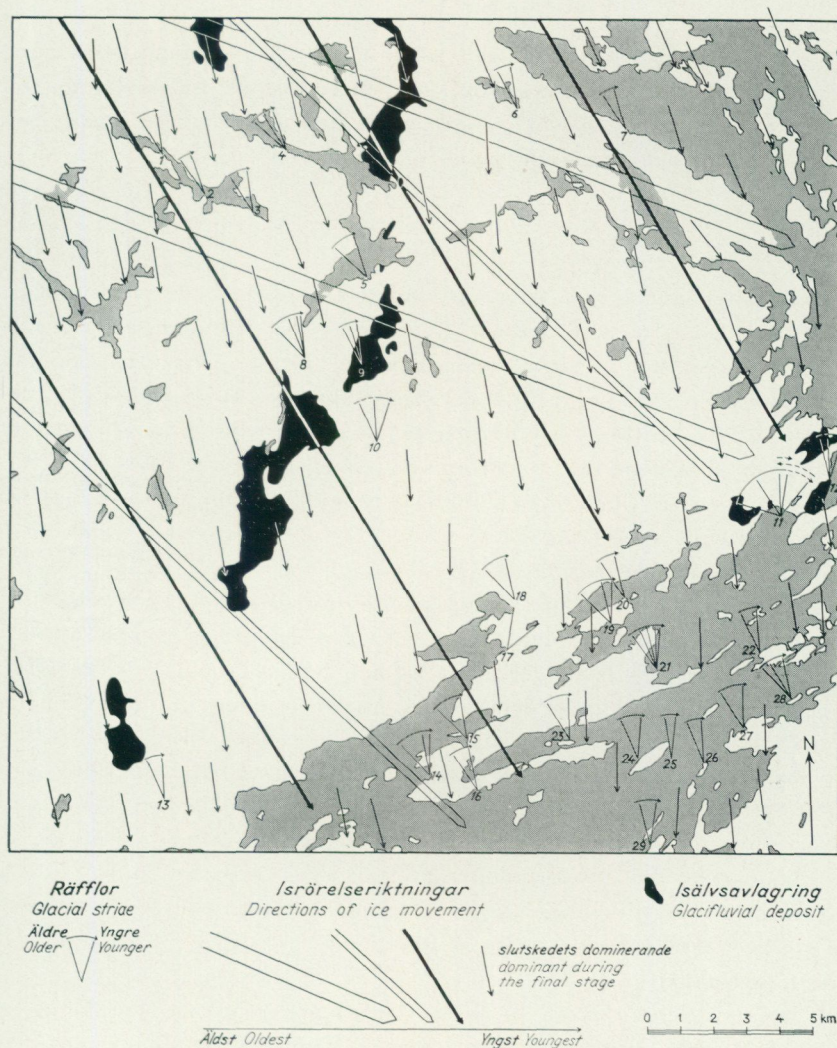 6
7
1
4
2
3
5
8
9
10
12
11
18
20
19
17
21
22
28
15
23
27
24
25
26
14
16
13
29
N
Räfflor
Glacial striae
Äldre Yngre
Older Younger
Isrörelseriktningar
Directions of ice movement
slutskedets dominerande
dominant during
the final stage
Äldst Oldest
Yngst Youngest
Isälvsavlagring
Glacifluvial deposit
0 1 2 3 4 5 km